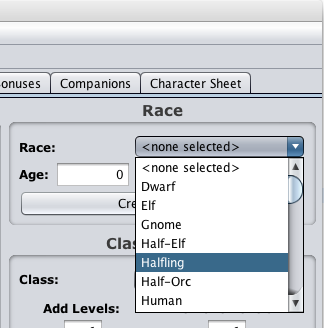 onuses Companions Character Sheet
Race
Race: <none selected>
<none selected>
Age: 0
Dwarf
Elf
Cre
Gnome
Half-Elf
Clas
Halfling
Class:
Half-Orc
Human
Add Levels: